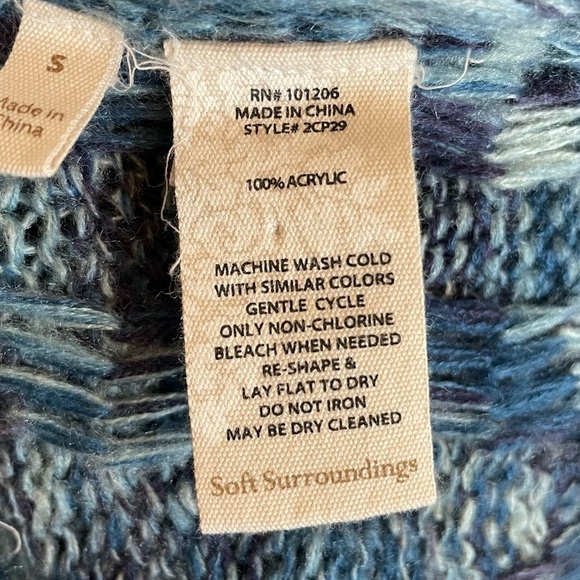 S
Made in
China
RN# 101206
MADE IN CHINA
STYLE# 2CP29
100% ACRYLIC
MACHINE WASH COLD
WITH SIMILAR COLORS
GENTLE CYCLE
ONLY NON-CHLORINE
BLEACH WHEN NEEDED
RE-SHAPE &
LAY FLAT TO DRY
DO NOT IRON
MAY BE DRY CLEANED
Soft Surroundings